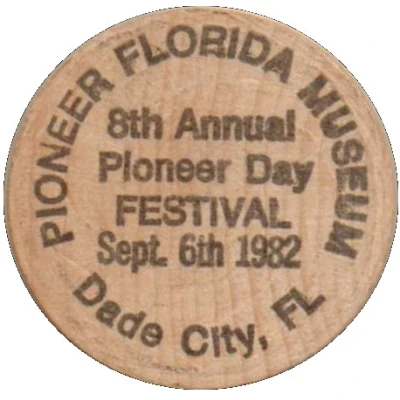 PIONEER FLORIDA MUSEUM
8th Annual
Pioneer Day
FESTIVAL
Sept. 6th 1982
Dade City, FL